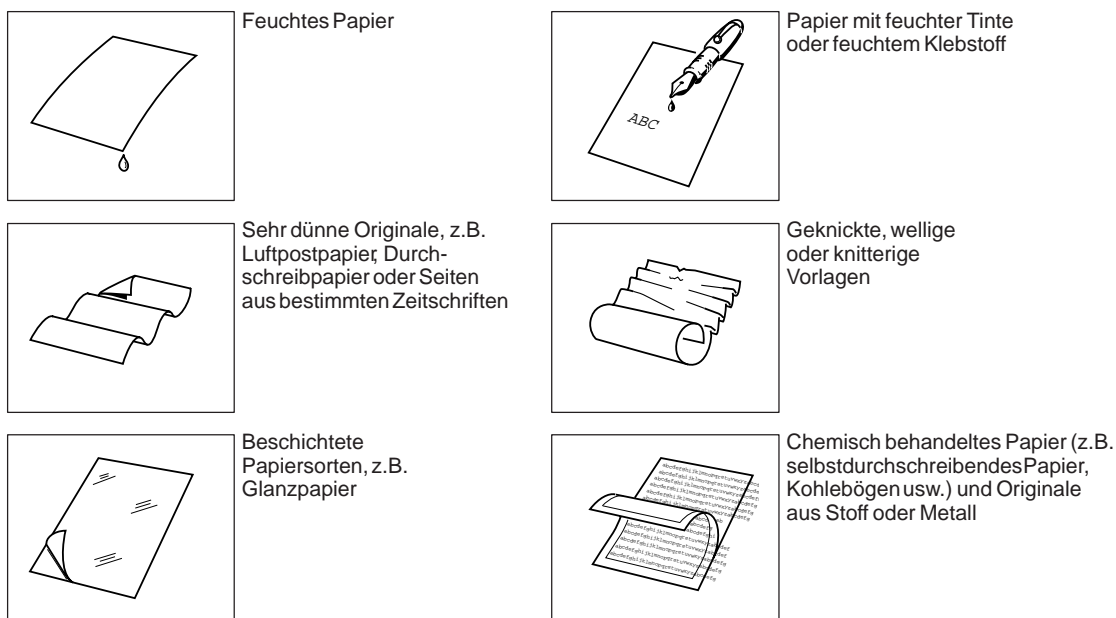 Feuchtes Papier
Papier mit feuchter Tinte
oder feuchtem Klebstoff
ABC
Sehr dünne Originale, z.B.
Luftpostpapier, Durch-
schreibpapier oder Seiten
aus bestimmten Zeitschriften
Geknickte, wellige
oder knitterige
Vorlagen
Beschichtete
Papiersorten, z.B.
Glanzpapier
Chemisch behandeltes Papier (z.B.
selbstdurchschreibendes Papier,
Kohlebögen usw.) und Originale
aus Stoff oder Metall